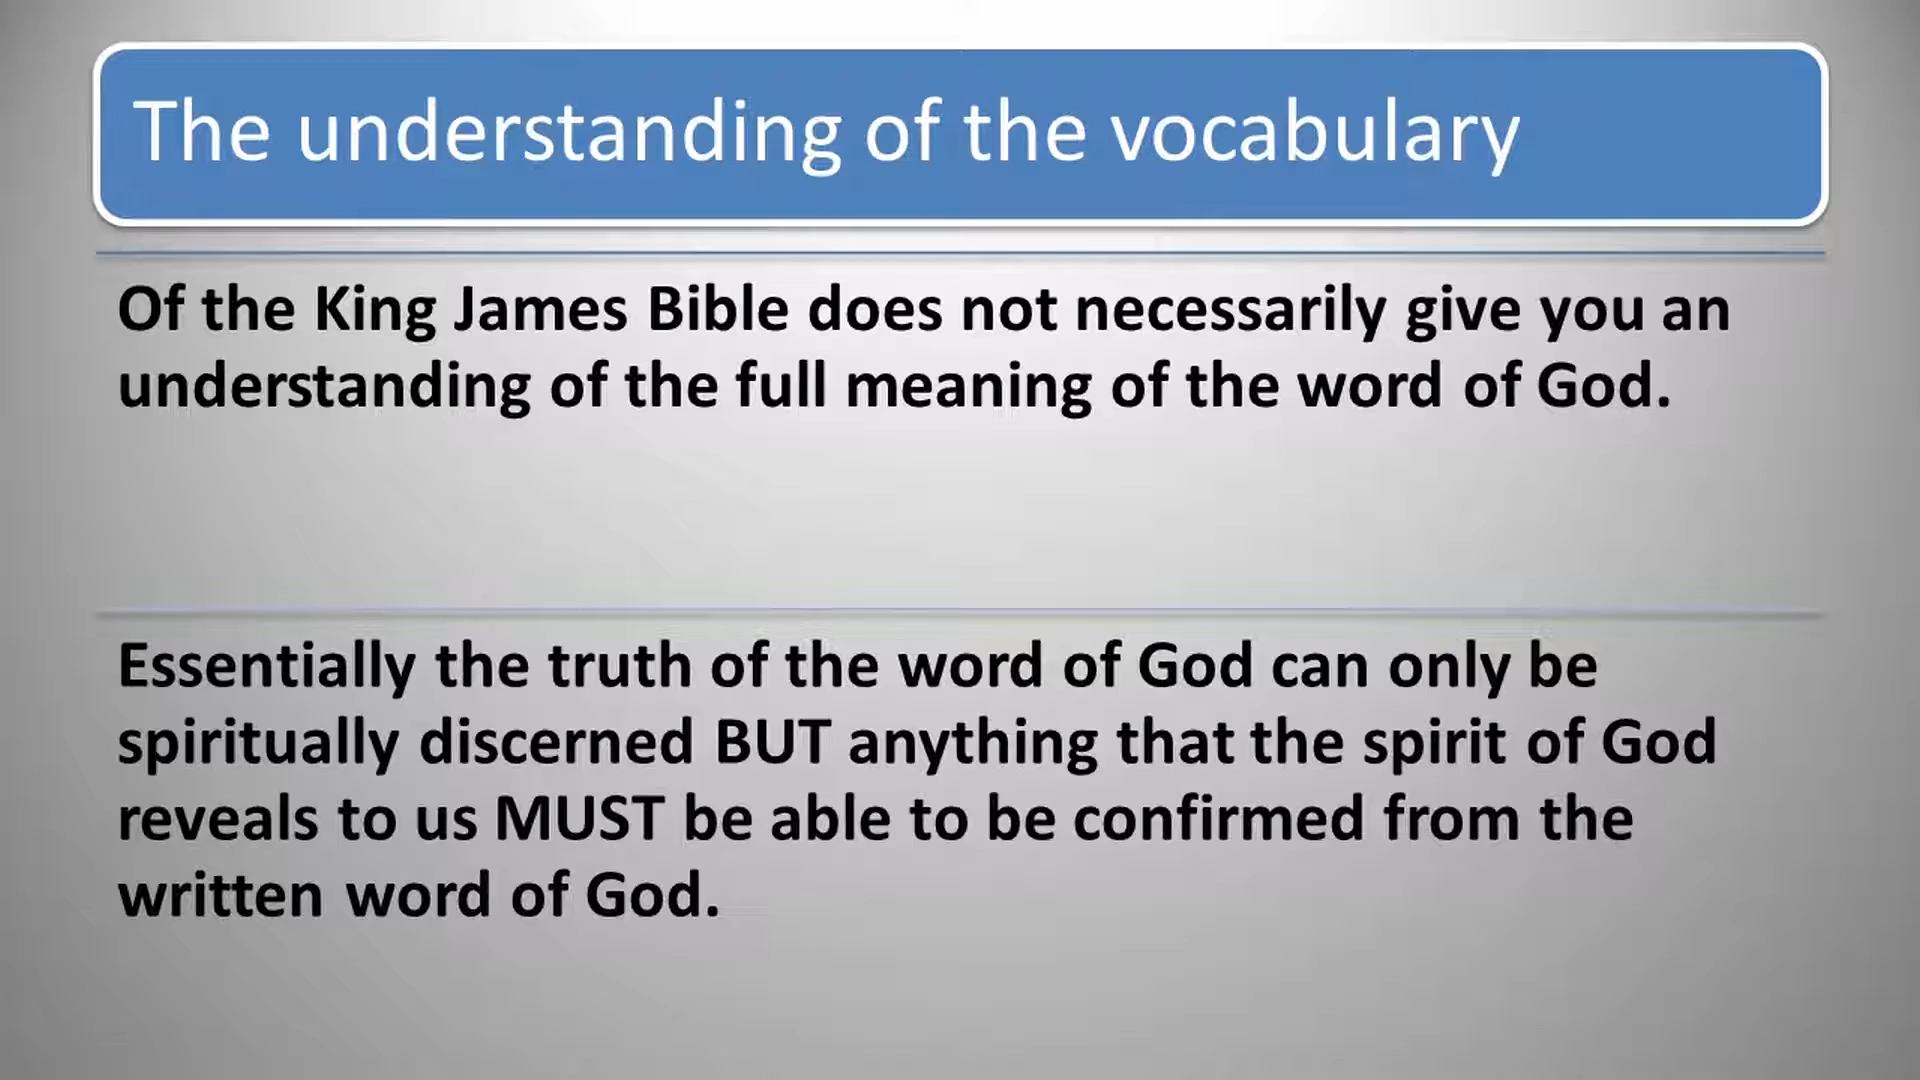 The understanding of the vocabulary
Of the King James Bible does not necessarily give you an
understanding of the full meaning of the word of God.
Essentially the truth of the word of God can only be
spiritually discerned BUT anything that the spirit of God
reveals to us MUST be able to be confirmed from the
written word of God.